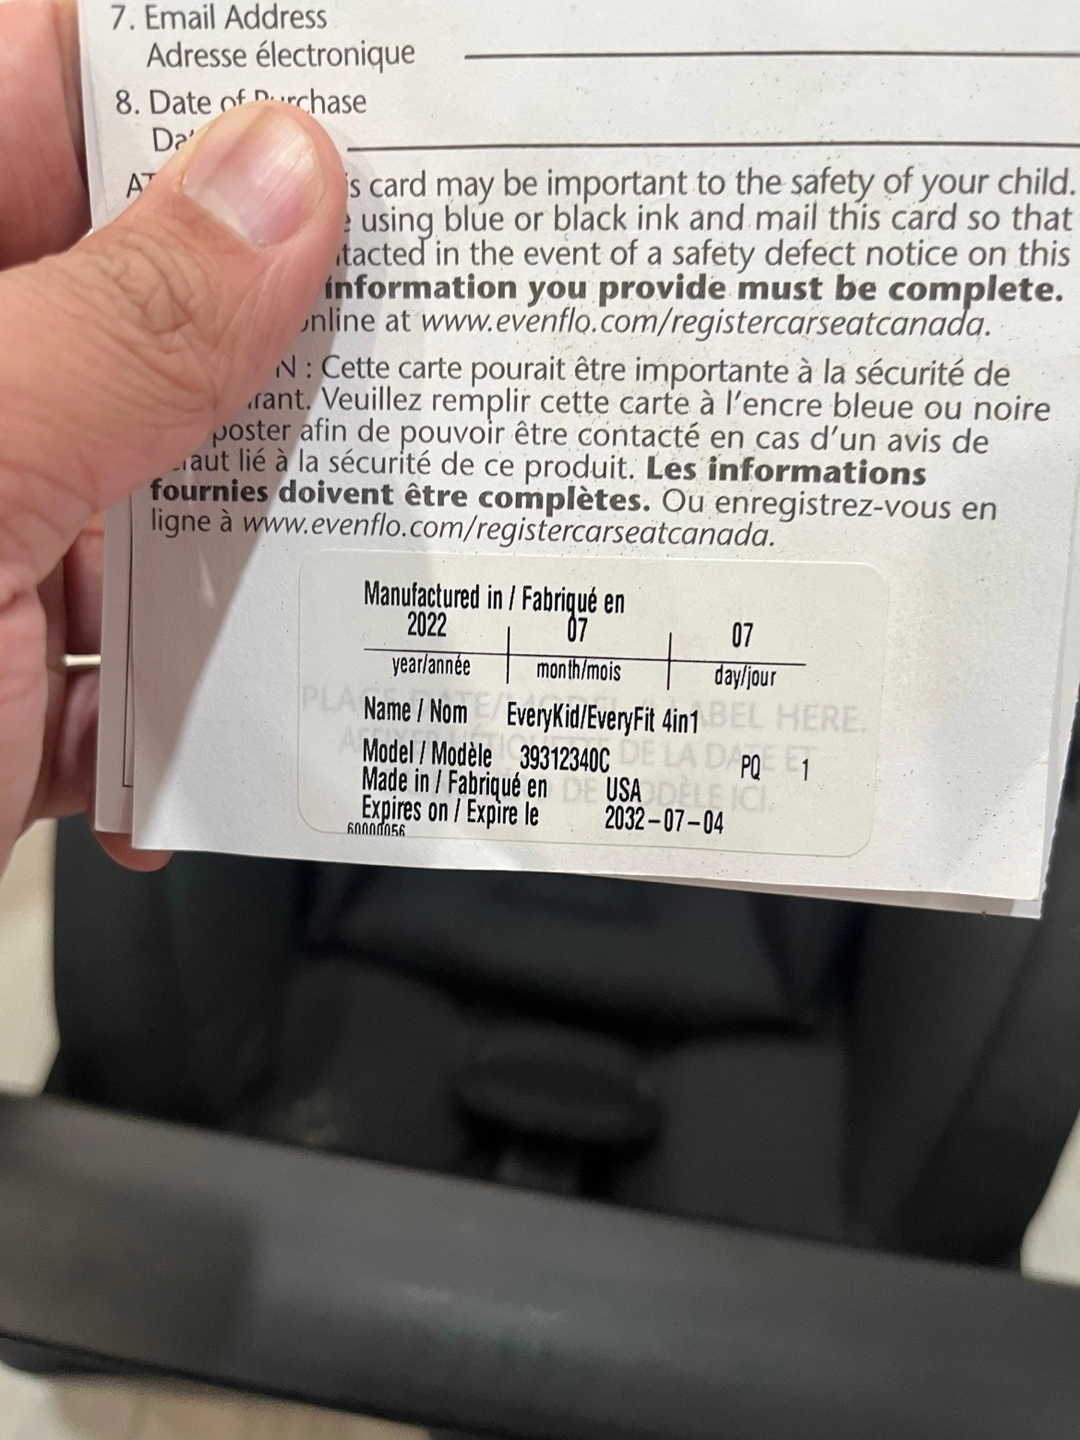 7. Email Address
Adresse électronique
8. Date of Purchase
s card may be important to the safety of your child.
using blue or black ink and mail this card so that
tacted in the event of a safety defect notice on this
information you provide must be complete.
nline at www.evenflo.com/registercarseatcanada.
N : Cette carte pourait être importante à la sécurité de
fant. Veuillez remplir cette carte à l'encre bleue ou noire
poster afin de pouvoir être contacté en cas d'un avis de
faut lié à la sécurité de ce produit. Les informations
fournies doivent être complètes. Ou enregistrez-vous en
ligne à www.evenflo.com/registercarseatcanada.
Manufactured in / Fabriqué en
2022 07 07
year/année month/mois day/jour
Name / Nom EveryKid/EveryFit 4in1
Model / Modèle 39312340C PQ 1
Made in / Fabriqué en USA
Expires on / Expire le 2032-07-04
60000056